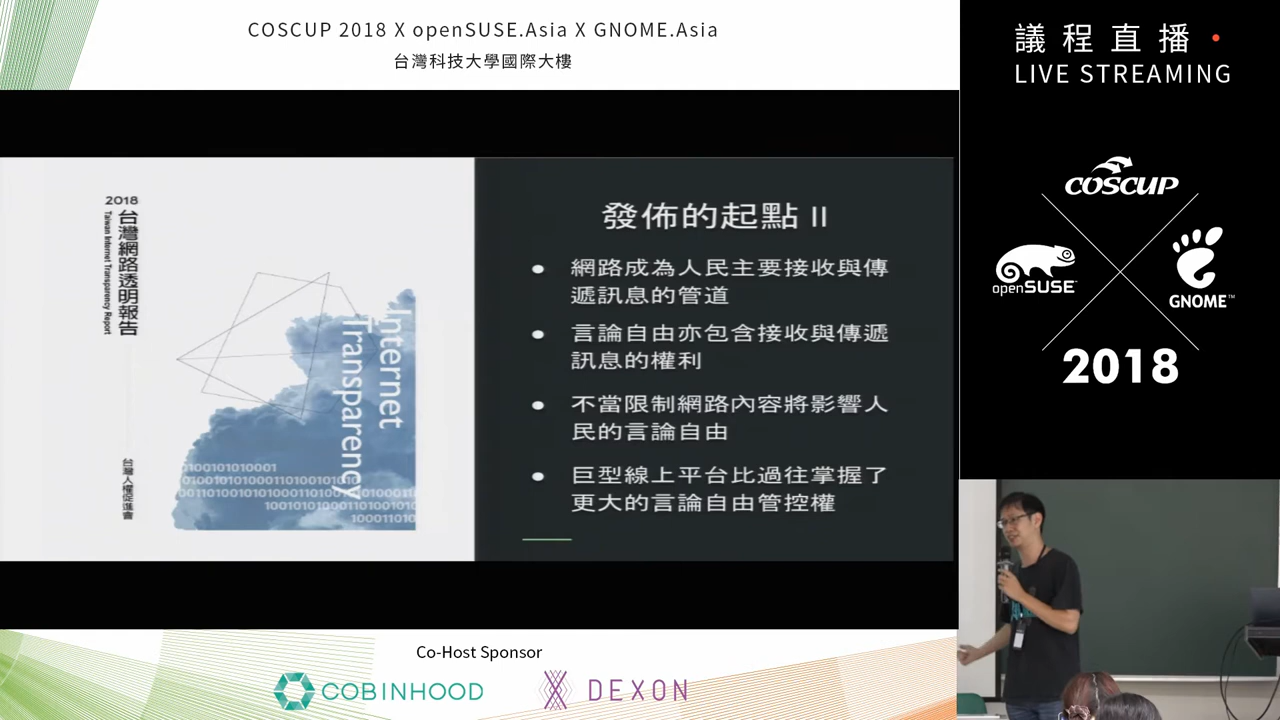 COSCUP 2018 X openSUSE.Asia X GNOME.Asia
台灣科技大學國際大樓
議程直播
LIVE STREAMING
COSCUP
openSUSE
GNOME™
2018
2018
台灣網路透明報告
Taiwan Internet Transparency Report
台灣人權促進會
Internet
Transparency
發佈的起點 II
網路成為人民主要接收與傳
遞訊息的管道
言論自由亦包含接收與傳遞
訊息的權利
不當限制網路內容將影響人
民的言論自由
巨型線上平台比過往掌握了
更大的言論自由管控權
Co-Host Sponsor
COBINHOOD
DEXON